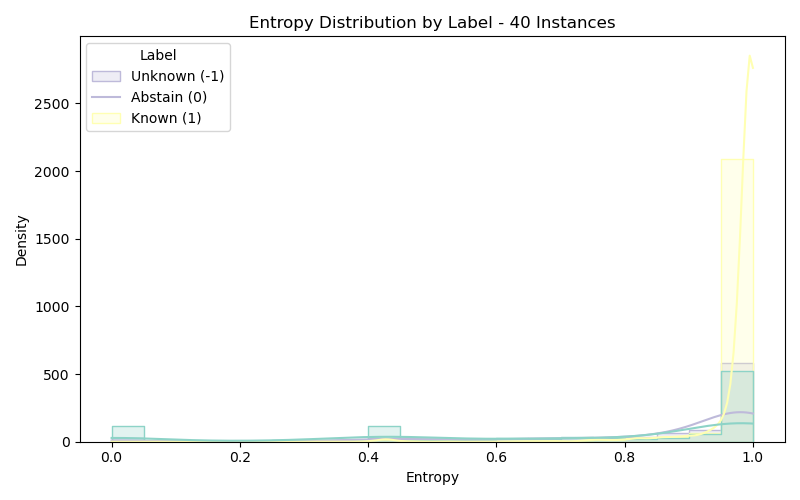 Entropy Distribution by Label - 40 Instances
Label
Unknown (-1)
Abstain (0)
Known (1)
Density
2500
2000
1500
1000
500
0
0.0 0.2 0.4 0.6 0.8 1.0
Entropy